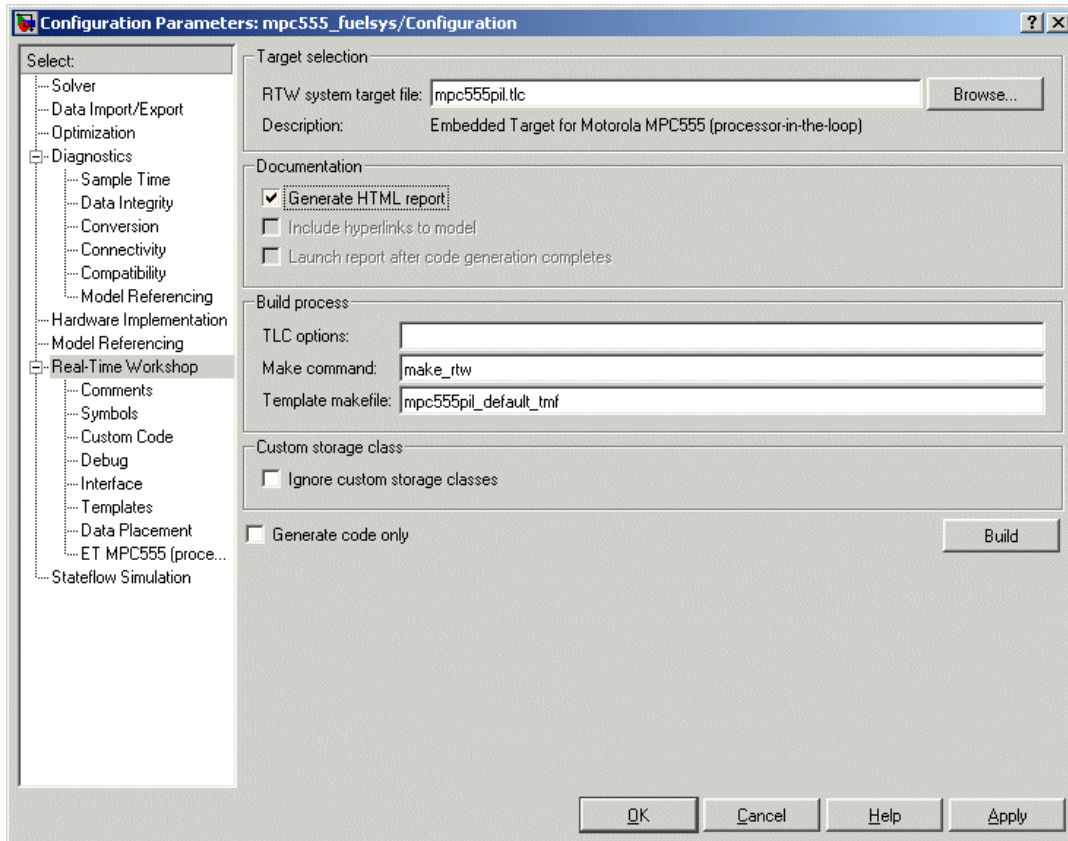 Configuration Parameters: mpc555_fuelsys/Configuration
Select:
Solver
Data Import/Export
Optimization
Diagnostics
Sample Time
Data Integrity
Conversion
Connectivity
Compatibility
Model Referencing
Hardware Implementation
Model Referencing
Real-Time Workshop
Comments
Symbols
Custom Code
Debug
Interface
Templates
Data Placement
ET MPC555 (proce...
Stateflow Simulation
Target selection
RTW system target file: mpc555pil.tlc Browse...
Description: Embedded Target for Motorola MPC555 (processor-in-the-loop)
Documentation
Generate HTML report
Include hyperlinks to model
Launch report after code generation completes
Build process
TLC options:
Make command: make_rtw
Template makefile: mpc555pil_default_tmf
Custom storage class
Ignore custom storage classes
Generate code only Build
OK Cancel Help Apply